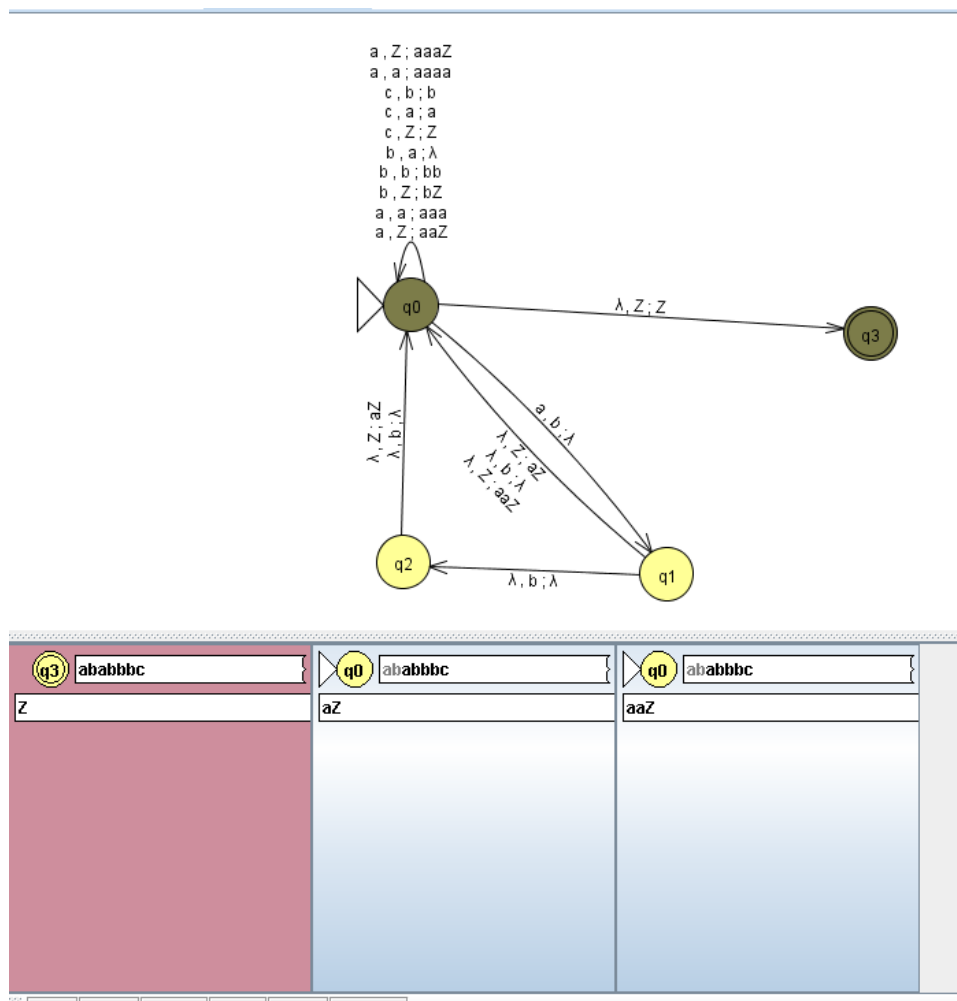 a , Z ; aaaZ
a , a ; aaaa
c , b ; b
c , a ; a
c , Z ; Z
b , a ; λ
b , b ; bb
b , Z ; bZ
a , a ; aaa
a , Z ; aaZ
q0
λ , Z ; Z
q3
a , b ; λ
λ , Z ; aZ
λ , b ; λ
λ , Z ; aZ
λ , b ; λ
λ , Z ; aaZ
q2
λ , b ; λ
q1
q3 ababbbc
Z
q0 ababbbc
aZ
q0 ababbbc
aaZ